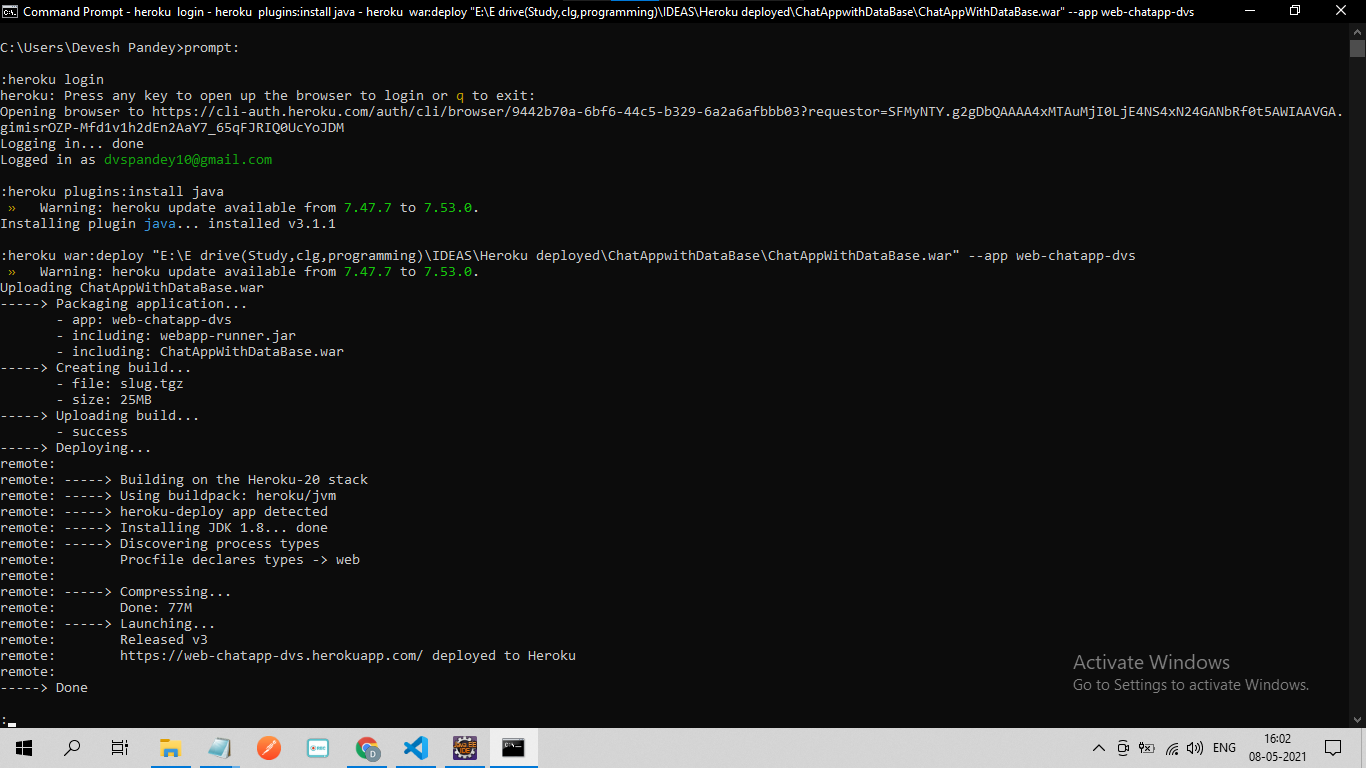 Command Prompt - heroku login - heroku plugins:install java - heroku war:deploy "E:\E drive(Study,clg,programming)\IDEAS\Heroku deployed\ChatAppwithDataBase\ChatAppWithDataBase.war" --app web-chatapp-dvs
C:\Users\Devesh Pandey>prompt:
:heroku login
heroku: Press any key to open up the browser to login or q to exit:
Opening browser to https://cli-auth.heroku.com/auth/cli/browser/9442b70a-6bf6-44c5-b329-6a2a6afbbb03?requestor=SFMyNTY.g2gDbQAAAA4xMTAuMjI0LjE4NS4xN24GANbRf0t5AWIAAVGA.
gimisrOZP-Mfd1v1h2dEn2AaY7_65qFJRIQ0UcYoJDM
Logging in... done
Logged in as dvspandey10@gmail.com
:heroku plugins:install java
 »   Warning: heroku update available from 7.47.7 to 7.53.0.
Installing plugin java... installed v3.1.1
:heroku war:deploy "E:\E drive(Study,clg,programming)\IDEAS\Heroku deployed\ChatAppwithDataBase\ChatAppWithDataBase.war" --app web-chatapp-dvs
 »   Warning: heroku update available from 7.47.7 to 7.53.0.
Uploading ChatAppWithDataBase.war
-----> Packaging application...
       - app: web-chatapp-dvs
       - including: webapp-runner.jar
       - including: ChatAppWithDataBase.war
-----> Creating build...
       - file: slug.tgz
       - size: 25MB
-----> Uploading build...
       - success
-----> Deploying...
remote:
remote: -----> Building on the Heroku-20 stack
remote: -----> Using buildpack: heroku/jvm
remote: -----> heroku-deploy app detected
remote: -----> Installing JDK 1.8... done
remote: -----> Discovering process types
remote:        Procfile declares types -> web
remote:
remote: -----> Compressing...
remote:        Done: 77M
remote: -----> Launching...
remote:        Released v3
remote:        https://web-chatapp-dvs.herokuapp.com/ deployed to Heroku
remote:
-----> Done
:
Activate Windows
Go to Settings to activate Windows.
ENG
16:02
08-05-2021